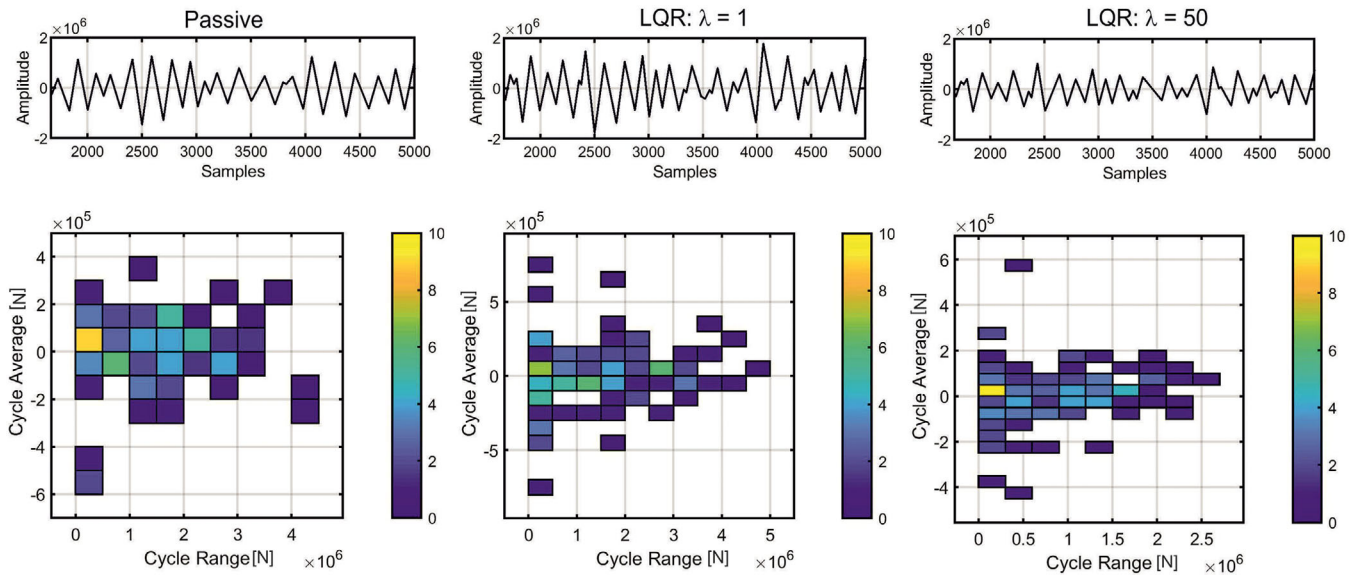 Passive
×10⁶
2
0
-2
Amplitude
2000 2500 3000 3500 4000 4500 5000
Samples
LQR: λ = 1
×10⁶
2
0
-2
Amplitude
2000 2500 3000 3500 4000 4500 5000
Samples
LQR: λ = 50
×10⁶
2
0
-2
Amplitude
2000 2500 3000 3500 4000 4500 5000
Samples
×10⁵
4
2
0
-2
-4
-6
Cycle Average [N]
0 1 2 3 4
Cycle Range[N]
×10⁶
10
8
6
4
2
0
×10⁵
5
0
-5
Cycle Average [N]
0 1 2 3 4 5
Cycle Range [N]
×10⁶
10
8
6
4
2
0
×10⁵
6
4
2
0
-2
-4
Cycle Average [N]
0 0.5 1 1.5 2 2.5
Cycle Range [N]
×10⁶
10
8
6
4
2
0